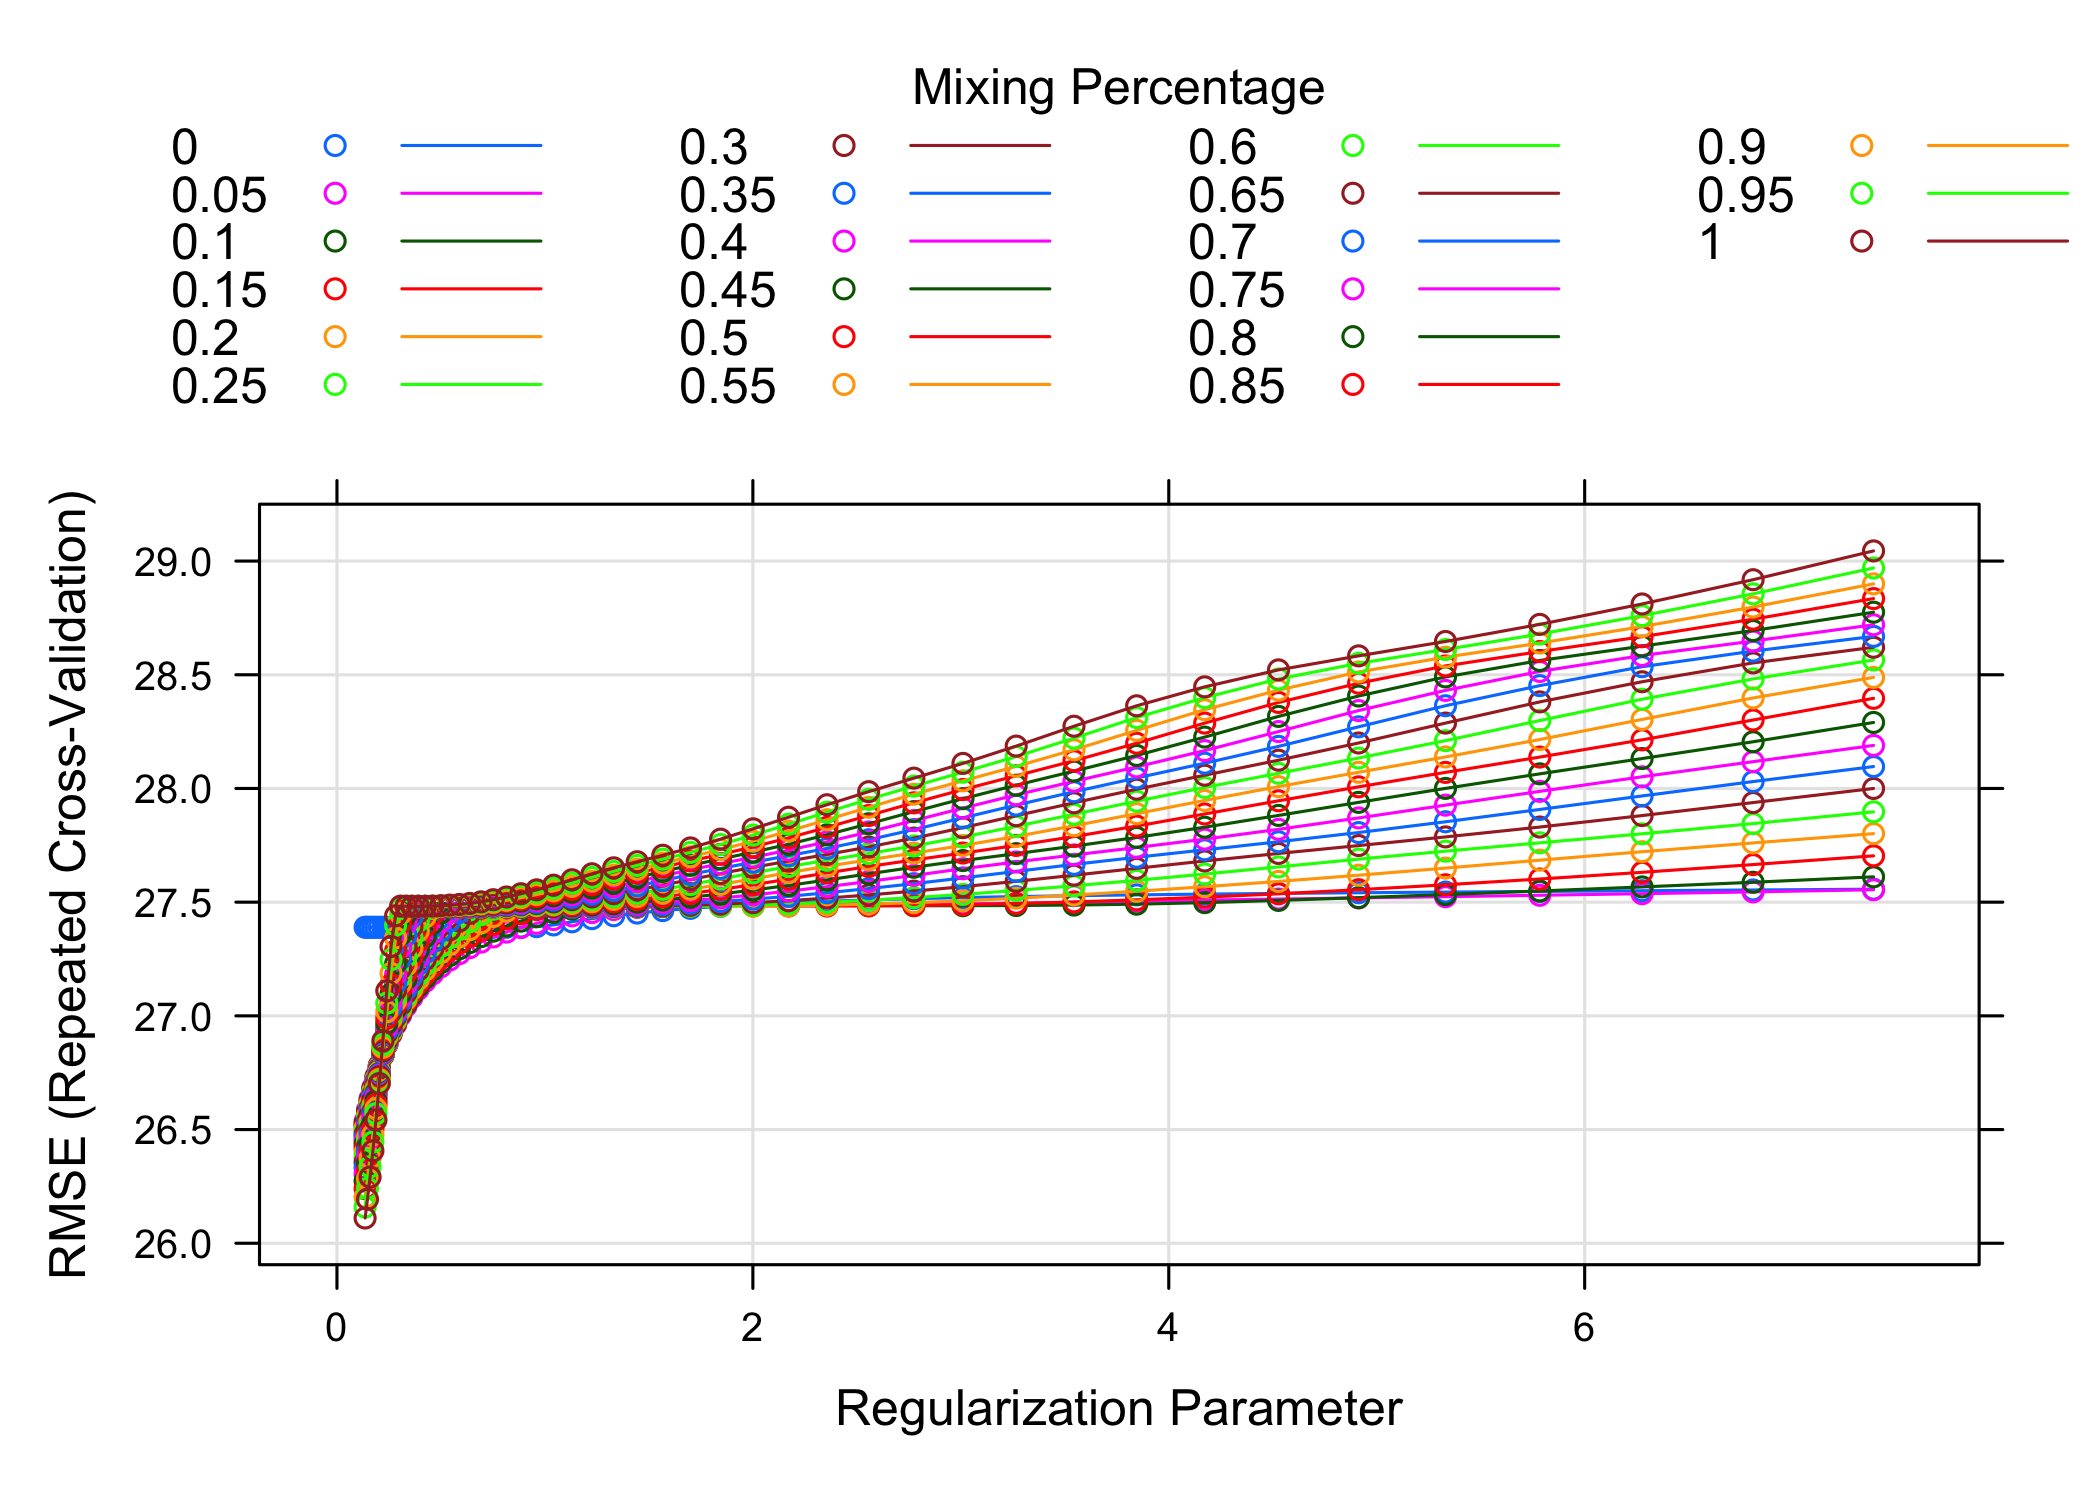 Mixing Percentage
0 0.3 0.6 0.9
0.05 0.35 0.65 0.95
0.1 0.4 0.7 1
0.15 0.45 0.75
0.2 0.5 0.8
0.25 0.55 0.85
RMSE (Repeated Cross-Validation)
29.0
28.5
28.0
27.5
27.0
26.5
26.0
0 2 4 6
Regularization Parameter